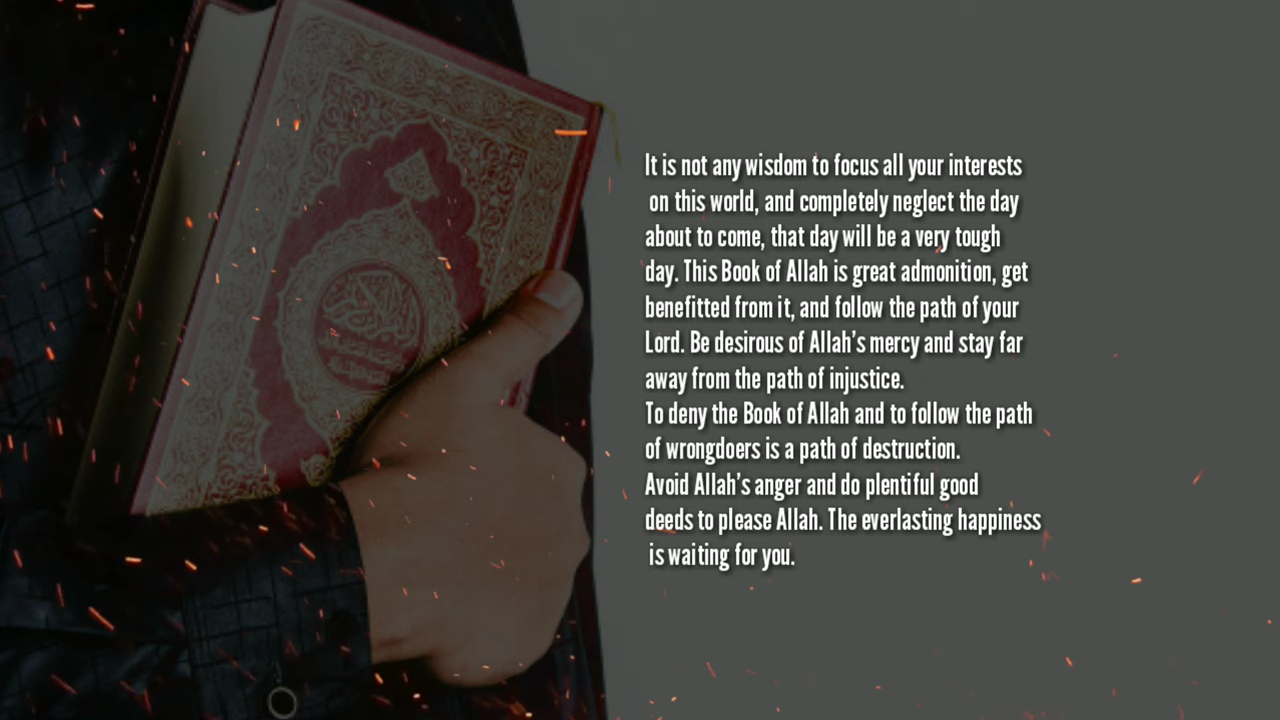 It is not any wisdom to focus all your interests
on this world, and completely neglect the day
about to come, that day will be a very tough
day. This Book of Allah is great admonition, get
benefitted from it, and follow the path of your
Lord. Be desirous of Allah's mercy and stay far
away from the path of injustice.
To deny the Book of Allah and to follow the path
of wrongdoers is a path of destruction.
Avoid Allah's anger and do plentiful good
deeds to please Allah. The everlasting happiness
is waiting for you.